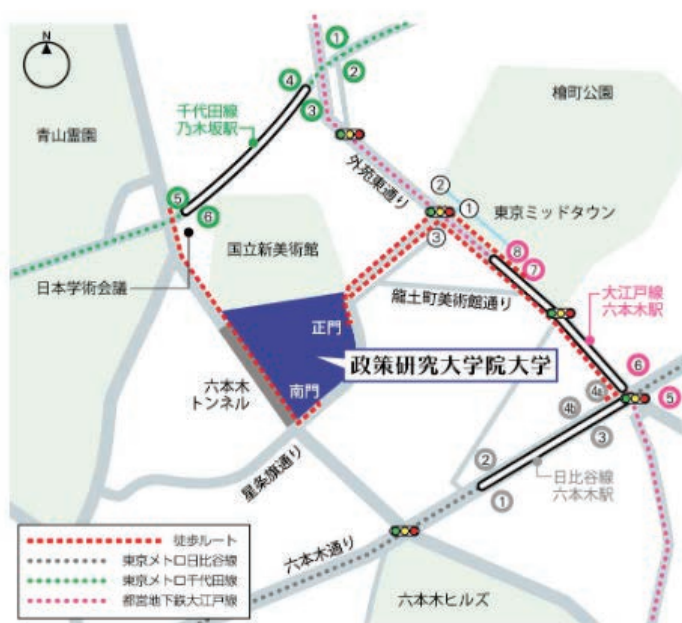 N
①
②
④
③
千代田線
乃木坂駅
青山霊園
檜町公園
外苑東通り
②
①
③
東京ミッドタウン
⑤
⑥
国立新美術館
日本学術会議
⑧
⑦
龍土町美術館通り
大江戸線
六本木駅
正門
政策研究大学院大学
六本木
トンネル
南門
⑥
⑤
4a
4b
③
②
①
星条旗通り
日比谷線
六本木駅
六本木通り
六本木ヒルズ
徒歩ルート
東京メトロ日比谷線
東京メトロ千代田線
都営地下鉄大江戸線